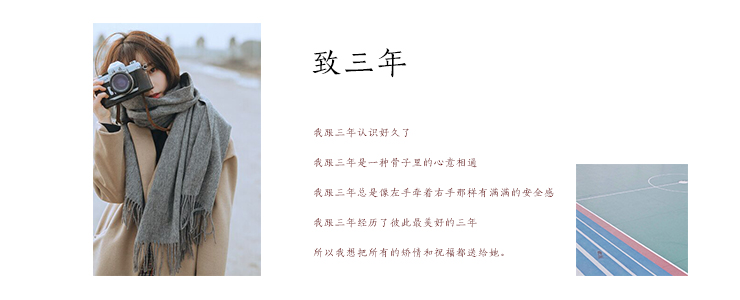 致三年
我跟三年认识好久了
我跟三年是一种骨子里的心意相通
我跟三年总是像左手牵着右手那样有满满的安全感
我跟三年经历了彼此最美好的三年
所以我想把所有的矫情和祝福都送给她。